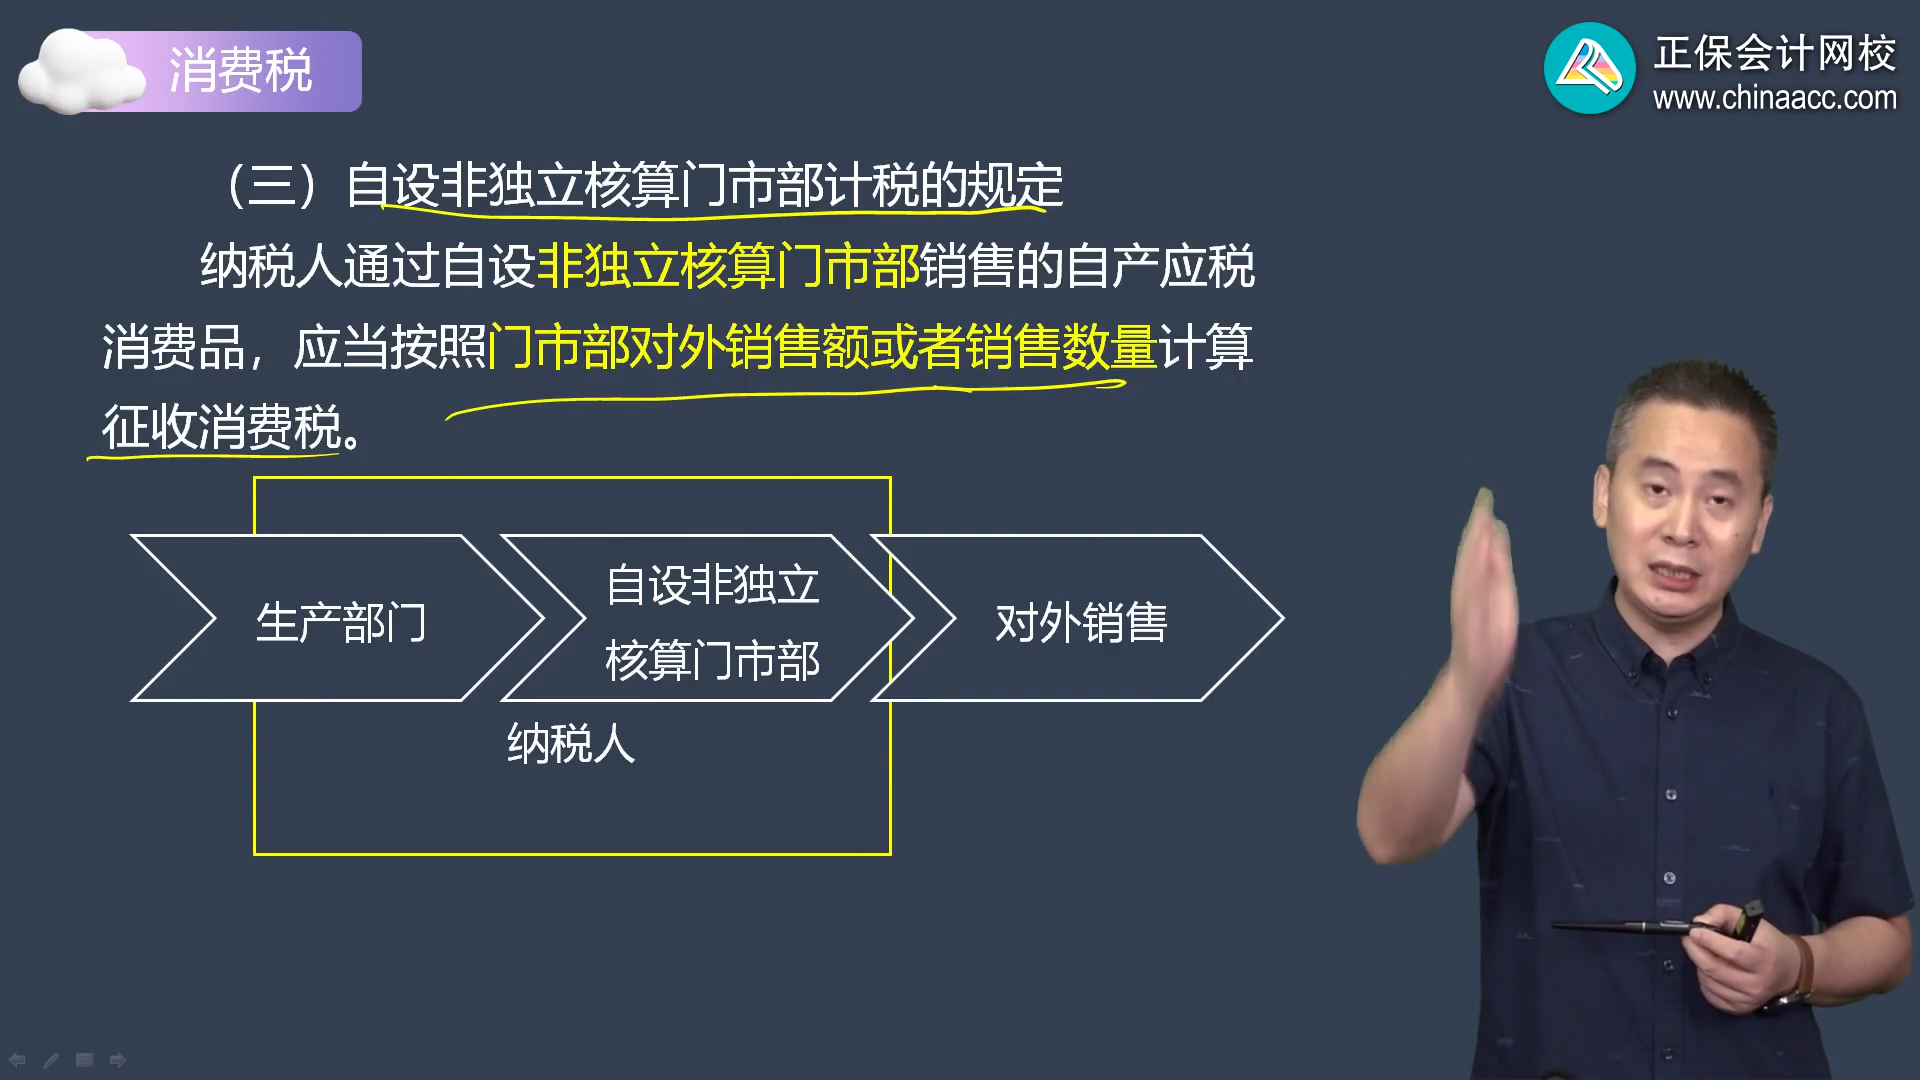 消费税
正保会计网校
www.chinaacc.com
（三）自设非独立核算门市部计税的规定
纳税人通过自设非独立核算门市部销售的自产应税
消费品，应当按照门市部对外销售额或者销售数量计算
征收消费税。
生产部门
自设非独立
核算门市部
对外销售
纳税人